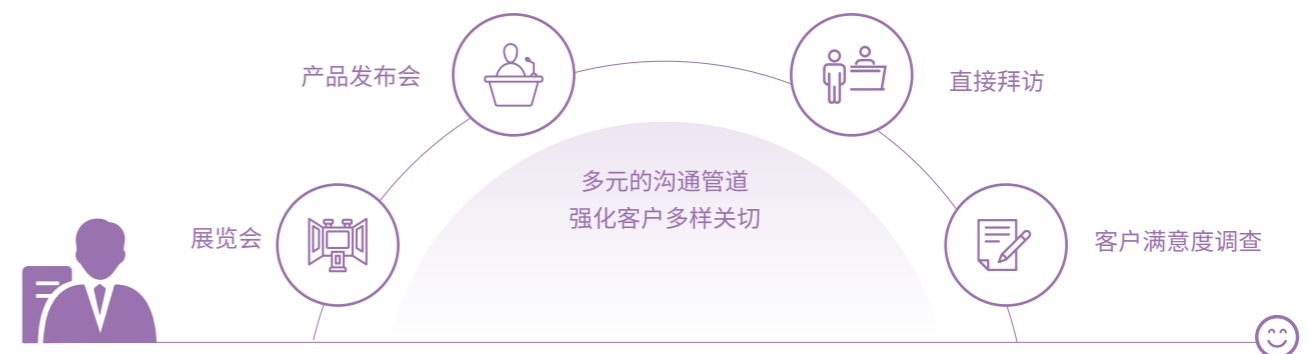 产品发布会
直接拜访
多元的沟通管道
强化客户多样关切
展览会
客户满意度调查